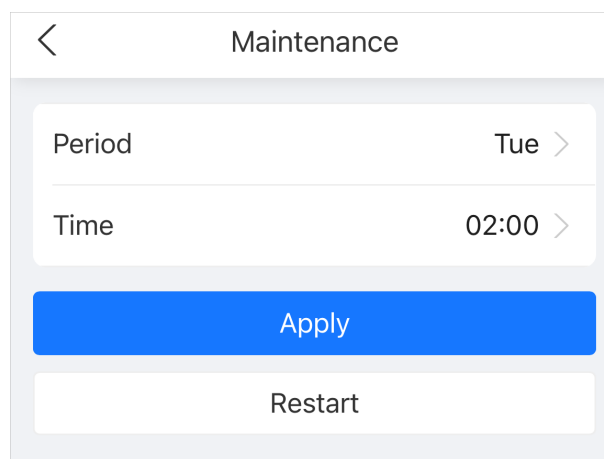 Maintenance
Period Tue
Time 02:00
Apply
Restart